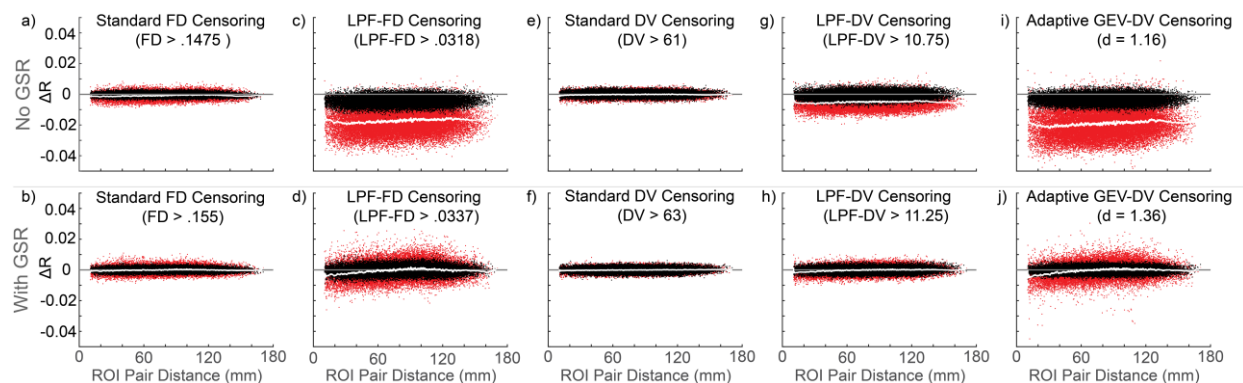 a) Standard FD Censoring
(FD > .1475 )
c) LPF-FD Censoring
(LPF-FD > .0318)
e) Standard DV Censoring
(DV > 61)
g) LPF-DV Censoring
(LPF-DV > 10.75)
i) Adaptive GEV-DV Censoring
(d = 1.16)
No GSR
ΔR
0.04
0.02
0
-0.02
-0.04
b) Standard FD Censoring
(FD > .155)
d) LPF-FD Censoring
(LPF-FD > .0337)
f) Standard DV Censoring
(DV > 63)
h) LPF-DV Censoring
(LPF-DV > 11.25)
j) Adaptive GEV-DV Censoring
(d = 1.36)
With GSR
ΔR
0.04
0.02
0
-0.02
-0.04
0 60 120 180
0 60 120 180
0 60 120 180
0 60 120 180
0 60 120 180
ROI Pair Distance (mm)
ROI Pair Distance (mm)
ROI Pair Distance (mm)
ROI Pair Distance (mm)
ROI Pair Distance (mm)